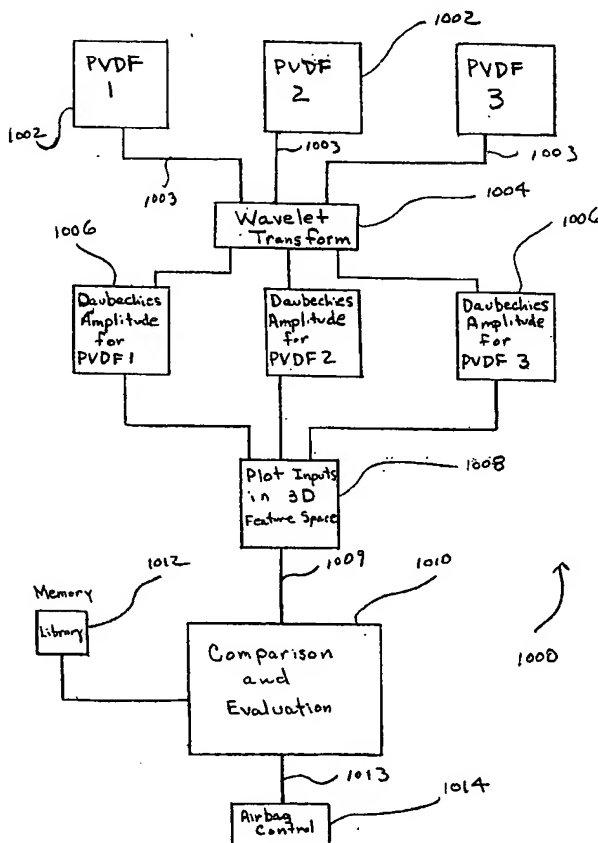 1002
PVDF
1
PVDF
2
PVDF
3
1002
1003
1003
1003
1004
Wavelet
Transform
1006
1006
Daubechies
Amplitude
for
PVDF 1
Daubechies
Amplitude
for
PVDF 2
Daubechies
Amplitude
for
PVDF 3
1008
Plot Inputs
in 3D
Feature Space
1009
1010
1012
Memory
Library
Comparison
and
Evaluation
1000
1013
1014
Airbag
Control